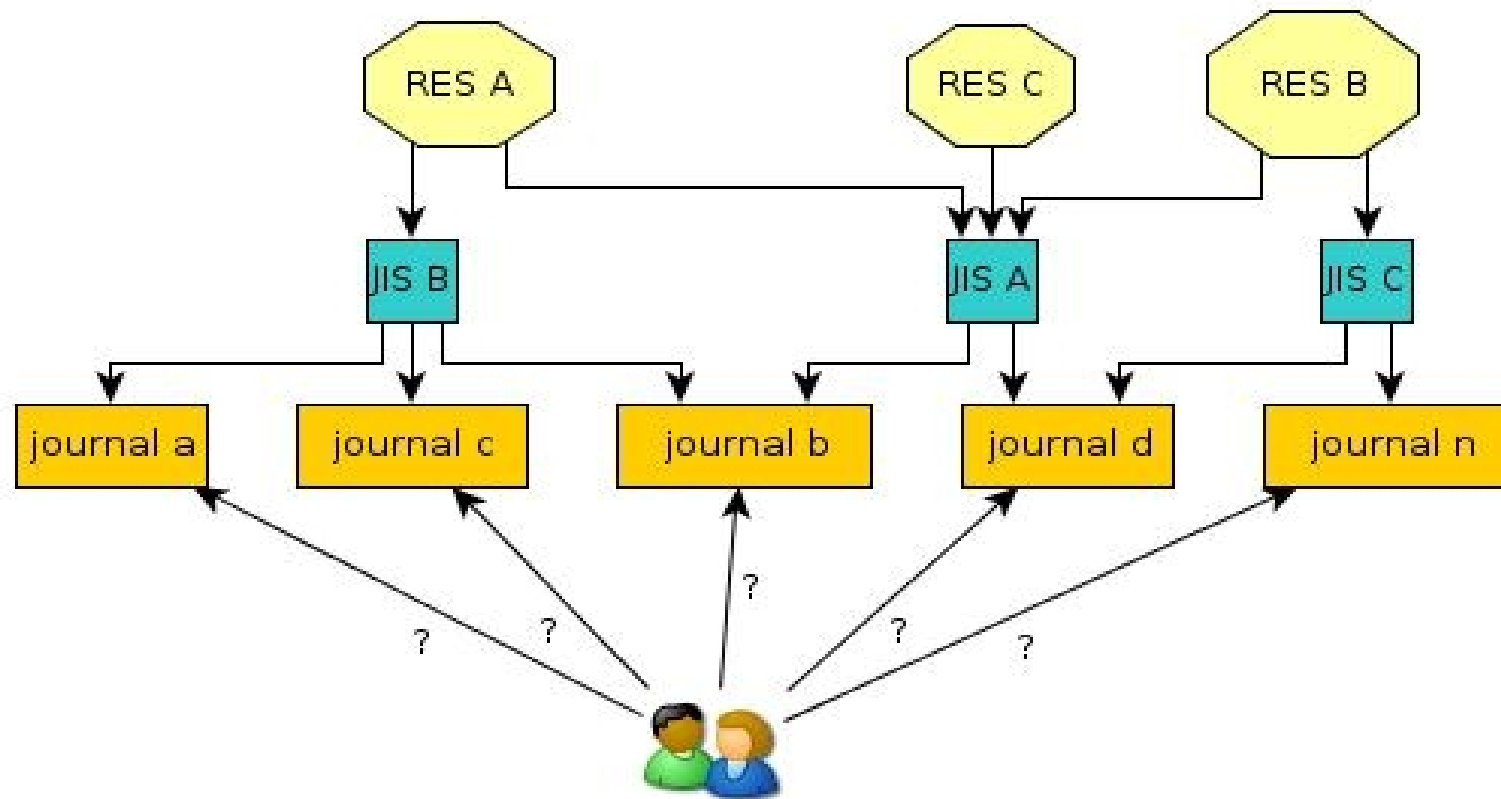 RES A
RES C
RES B
JIS B
JIS A
JIS C
journal a
journal c
journal b
journal d
journal n
?
?
?
?
?